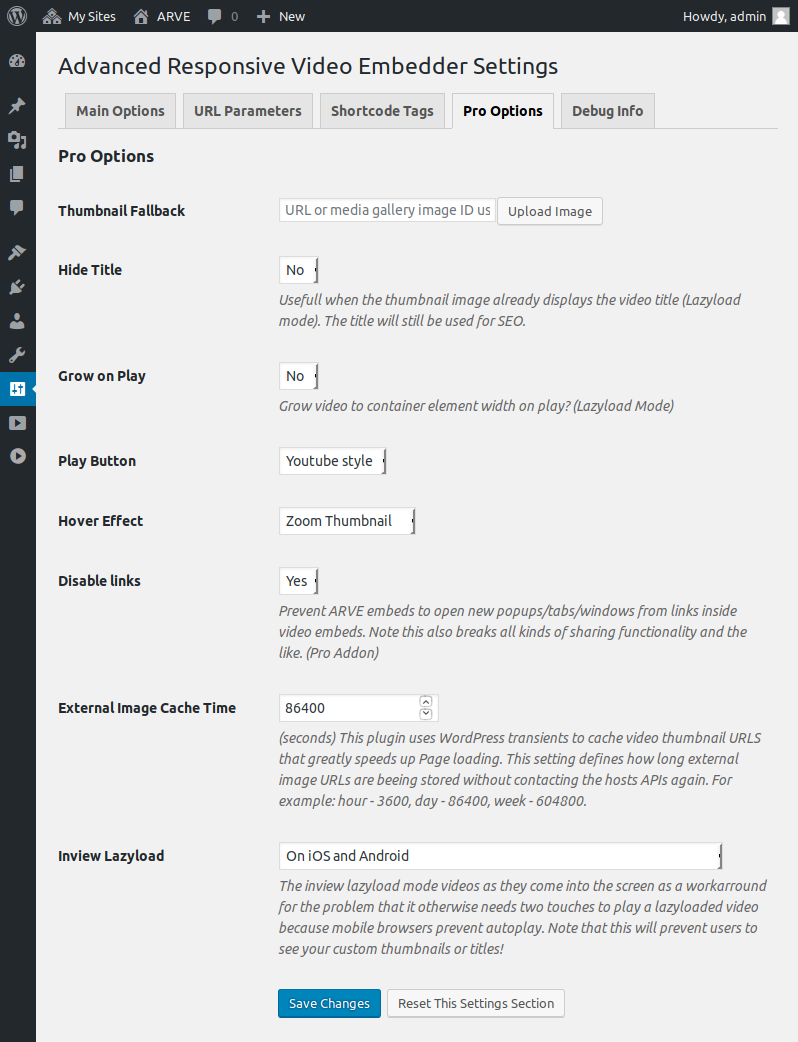 My Sites ARVE 0 New Howdy, admin
Advanced Responsive Video Embedder Settings
Main Options URL Parameters Shortcode Tags Pro Options Debug Info
Pro Options
Thumbnail Fallback URL or media gallery image ID us Upload Image
Hide Title No
Usefull when the thumbnail image already displays the video title (Lazyload
mode). The title will still be used for SEO.
Grow on Play No
Grow video to container element width on play? (Lazyload Mode)
Play Button Youtube style
Hover Effect Zoom Thumbnail
Disable links Yes
Prevent ARVE embeds to open new popups/tabs/windows from links inside
video embeds. Note this also breaks all kinds of sharing functionality and the
like. (Pro Addon)
External Image Cache Time 86400
(seconds) This plugin uses WordPress transients to cache video thumbnail URLS
that greatly speeds up Page loading. This setting defines how long external
image URLs are beeing stored without contacting the hosts APIs again. For
example: hour - 3600, day - 86400, week - 604800.
Inview Lazyload On iOS and Android
The inview lazyload mode videos as they come into the screen as a workarround
for the problem that it otherwise needs two touches to play a lazyloaded video
because mobile browsers prevent autoplay. Note that this will prevent users to
see your custom thumbnails or titles!
Save Changes Reset This Settings Section